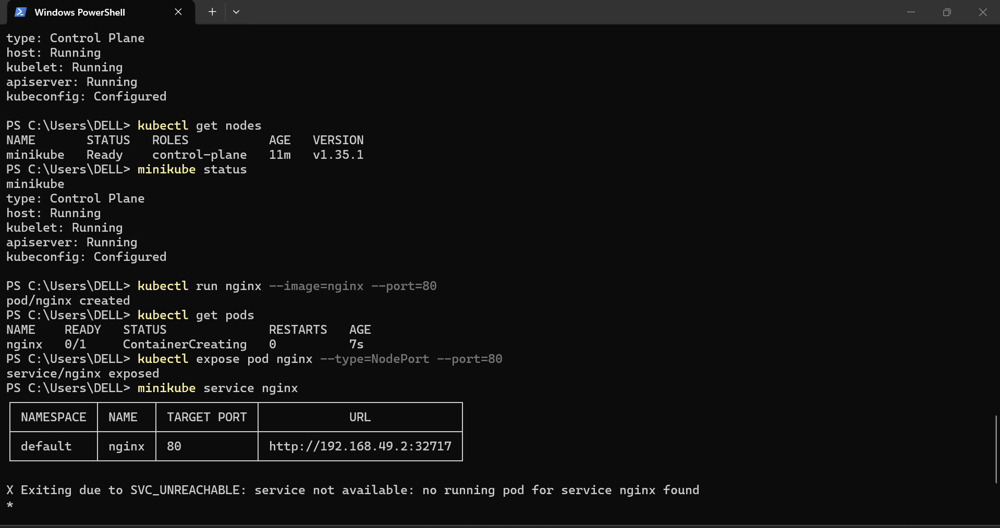 Windows PowerShell
type: Control Plane
host: Running
kubelet: Running
apiserver: Running
kubeconfig: Configured
PS C:\Users\DELL> kubectl get nodes
NAME       STATUS   ROLES           AGE   VERSION
minikube   Ready    control-plane   11m   v1.35.1
PS C:\Users\DELL> minikube status
minikube
type: Control Plane
host: Running
kubelet: Running
apiserver: Running
kubeconfig: Configured
PS C:\Users\DELL> kubectl run nginx --image=nginx --port=80
pod/nginx created
PS C:\Users\DELL> kubectl get pods
NAME    READY   STATUS              RESTARTS   AGE
nginx   0/1     ContainerCreating   0          7s
PS C:\Users\DELL> kubectl expose pod nginx --type=NodePort --port=80
service/nginx exposed
PS C:\Users\DELL> minikube service nginx
NAMESPACE NAME TARGET PORT URL
default nginx 80 http://192.168.49.2:32717
X Exiting due to SVC_UNREACHABLE: service not available: no running pod for service nginx found
*